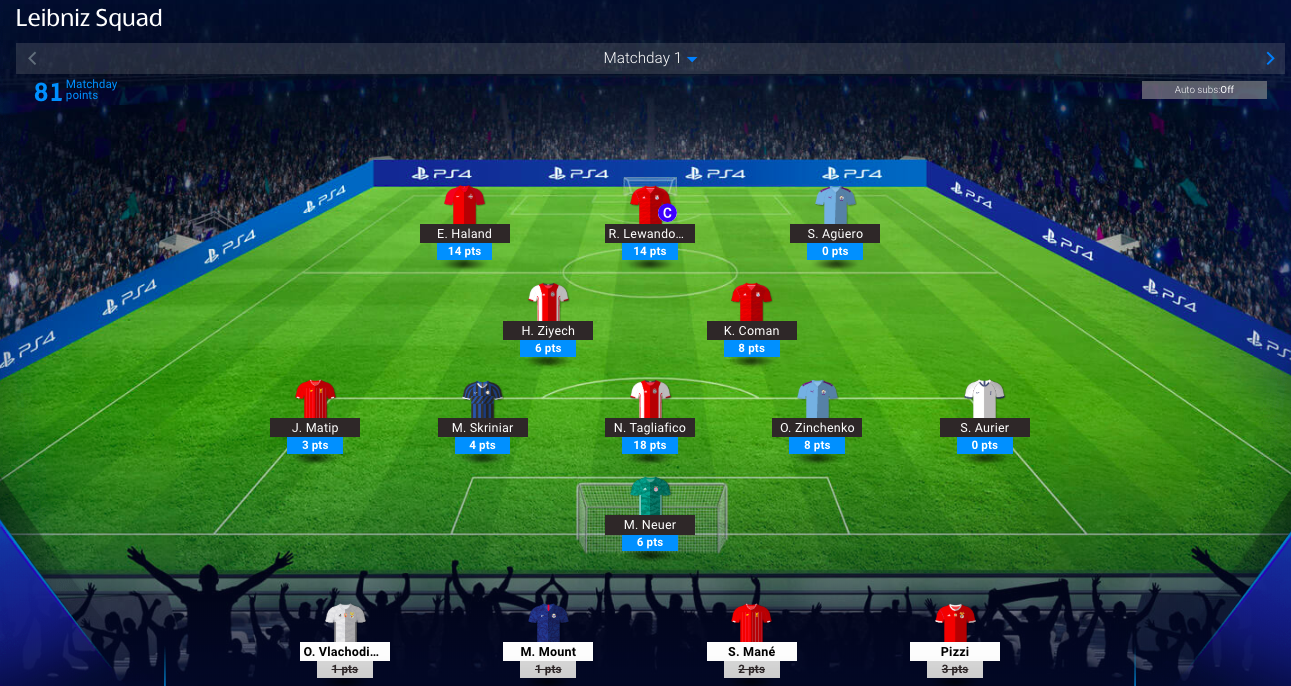 Leibniz Squad
Matchday 1
81 Matchday points
Auto subs:Off
PS4 PS4 PS4 PS4
PS4 PS4
PS4 PS4
PS4 PS4
PS4 PS4
C
E. Haland R. Lewando... S. Agüero
14 pts 14 pts 0 pts
H. Ziyech K. Coman
6 pts 8 pts
J. Matip M. Skriniar N. Tagliafico O. Zinchenko S. Aurier
3 pts 4 pts 18 pts 8 pts 0 pts
M. Neuer
6 pts
O. Vlachodi... M. Mount S. Mané Pizzi
1 pts 1 pts 2 pts 3 pts